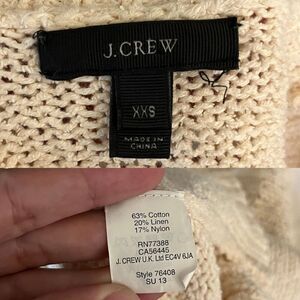 J.CREW
XXS
MADE IN
CHINA
63% Cotton
20% Linen
17% Nylon
RN77388
CA56445
J. CREW U.K. Ltd EC4V 6JA
Style 76408
SU 13